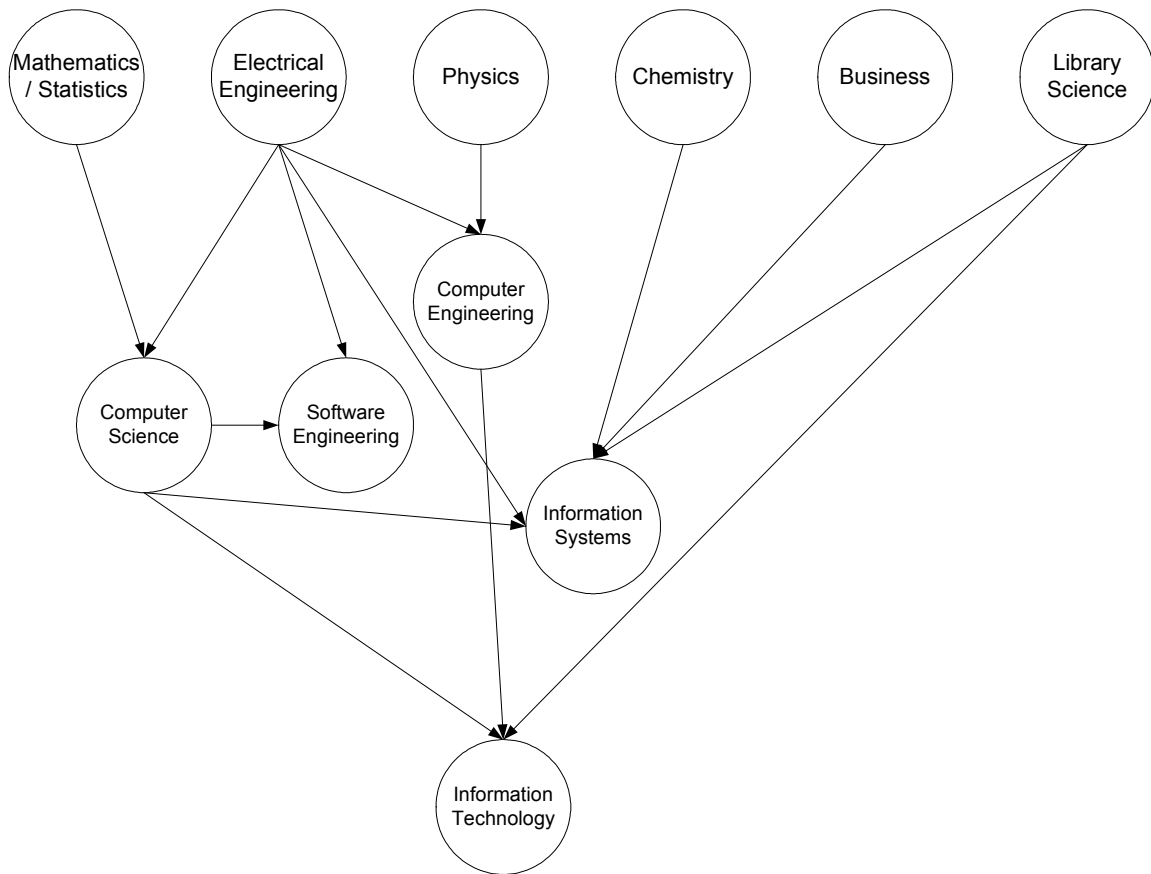 Mathematics
/ Statistics
Electrical
Engineering
Physics
Chemistry
Business
Library
Science
Computer
Engineering
Computer
Science
Software
Engineering
Information
Systems
Information
Technology